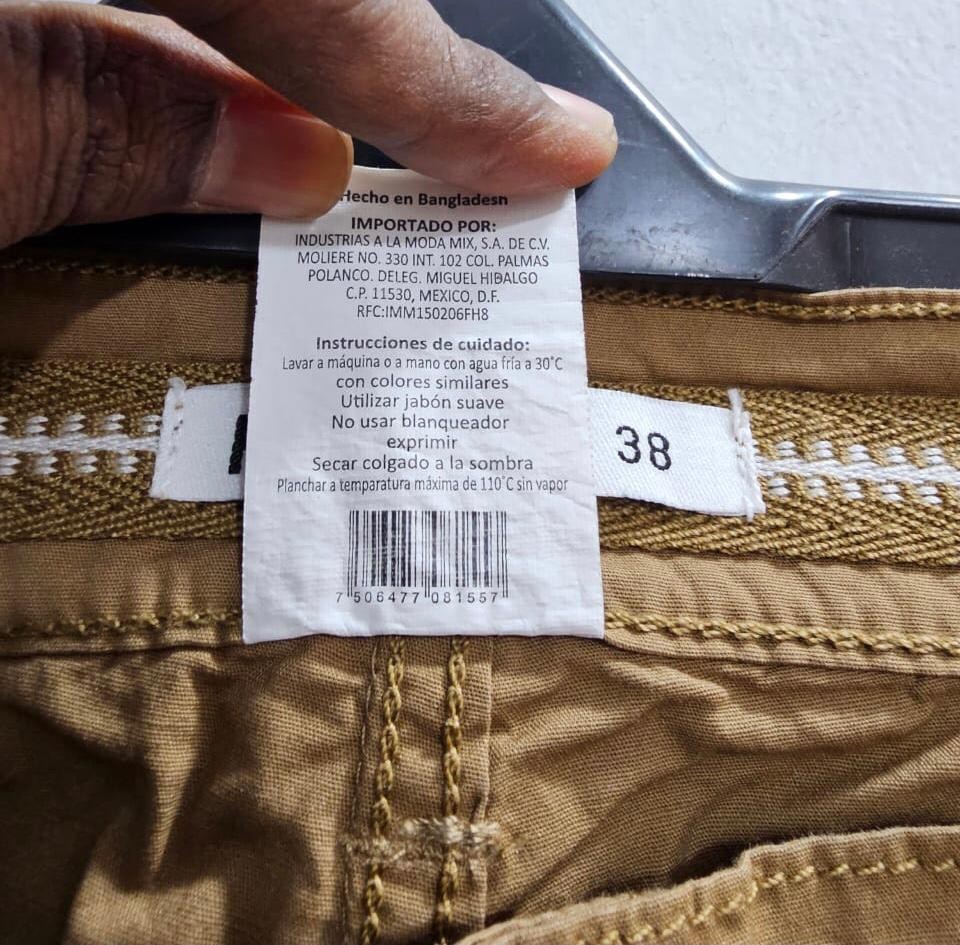 Hecho en Bangladesh
IMPORTADO POR:
INDUSTRIAS A LA MODA MIX, S.A. DE C.V.
MOLIERE NO. 330 INT. 102 COL. PALMAS
POLANCO. DELEG. MIGUEL HIDALGO
C.P. 11530, MEXICO, D.F.
RFC:IMM150206FH8
Instrucciones de cuidado:
Lavar a máquina o a mano con agua fría a 30°C
con colores similares
Utilizar jabón suave
No usar blanqueador
exprimir
Secar colgado a la sombra
Planchar a temparatura máxima de 110°C sin vapor
7 506477 081557
38